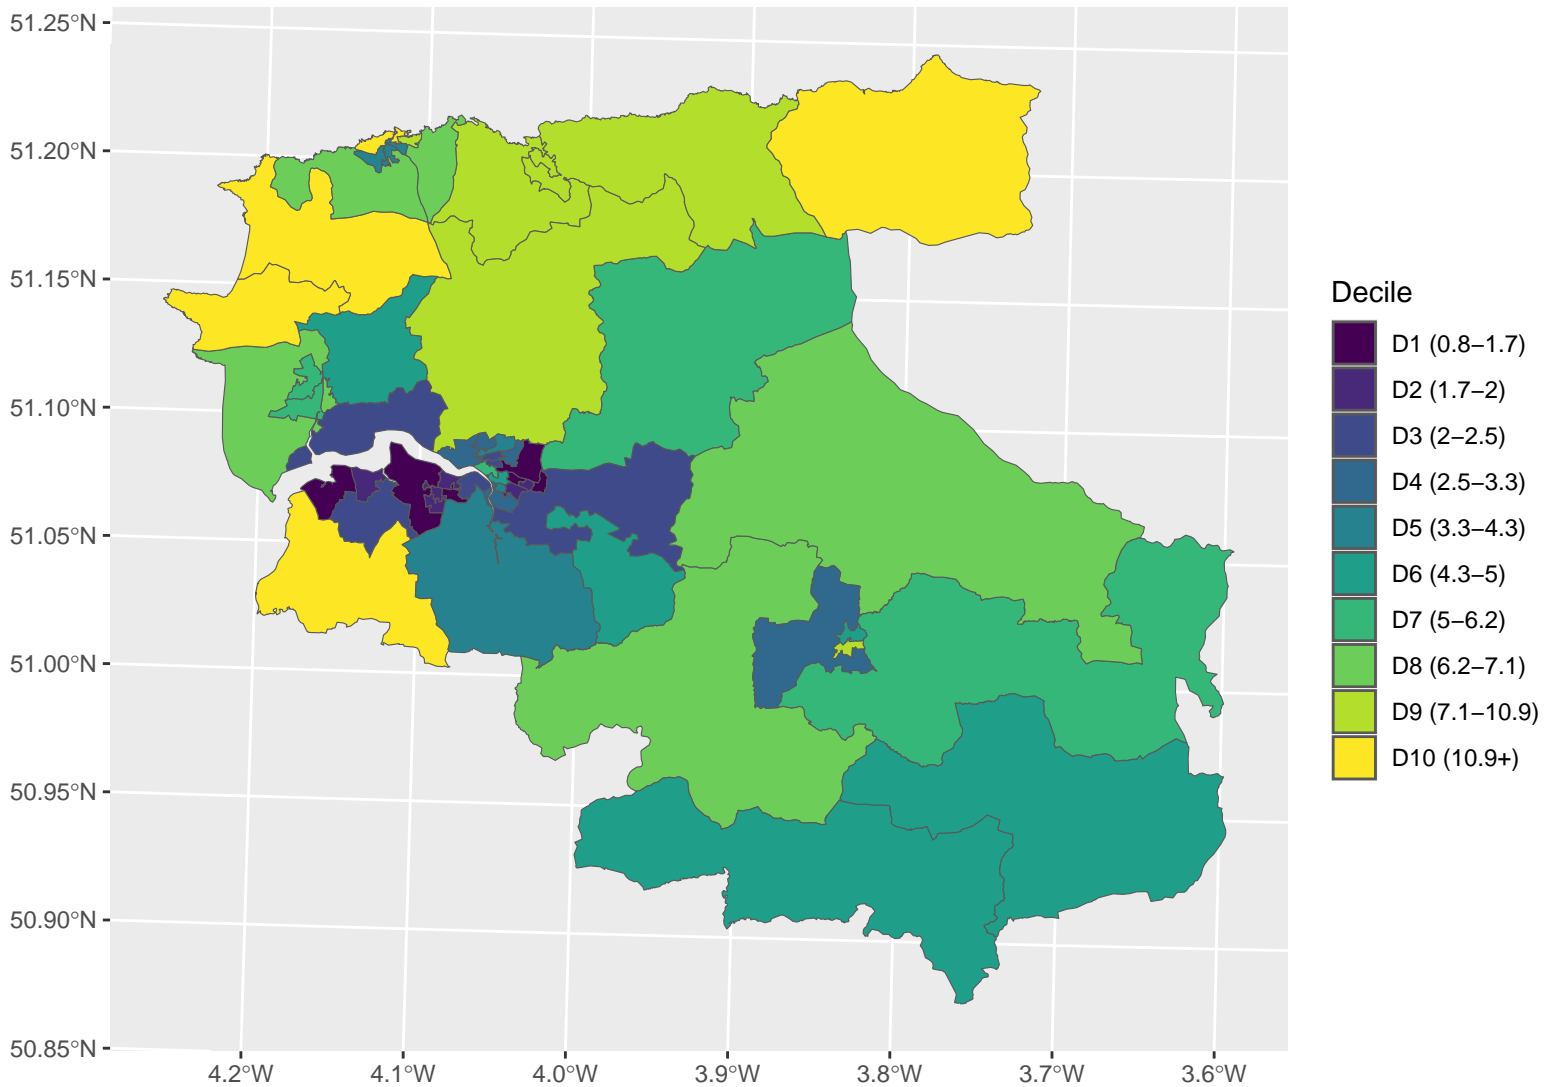 51.25°N
51.20°N
51.15°N
51.10°N
51.05°N
51.00°N
50.95°N
50.90°N
50.85°N
4.2°W 4.1°W 4.0°W 3.9°W 3.8°W 3.7°W 3.6°W
Decile
D1 (0.8–1.7)
D2 (1.7–2)
D3 (2–2.5)
D4 (2.5–3.3)
D5 (3.3–4.3)
D6 (4.3–5)
D7 (5–6.2)
D8 (6.2–7.1)
D9 (7.1–10.9)
D10 (10.9+)